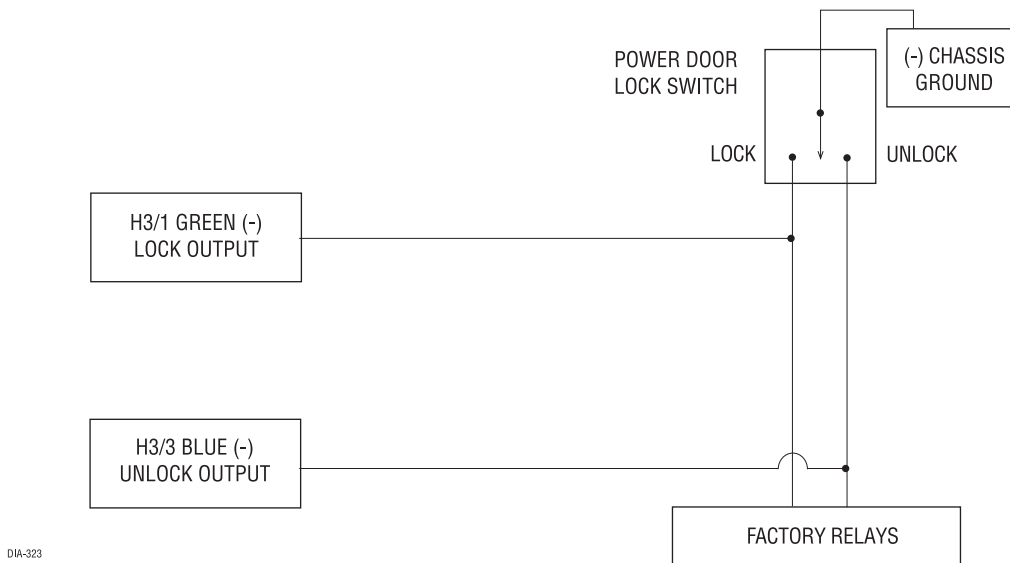 POWER DOOR
LOCK SWITCH
(-) CHASSIS
GROUND
LOCK
UNLOCK
H3/1 GREEN (-)
LOCK OUTPUT
H3/3 BLUE (-)
UNLOCK OUTPUT
FACTORY RELAYS
DIA-323